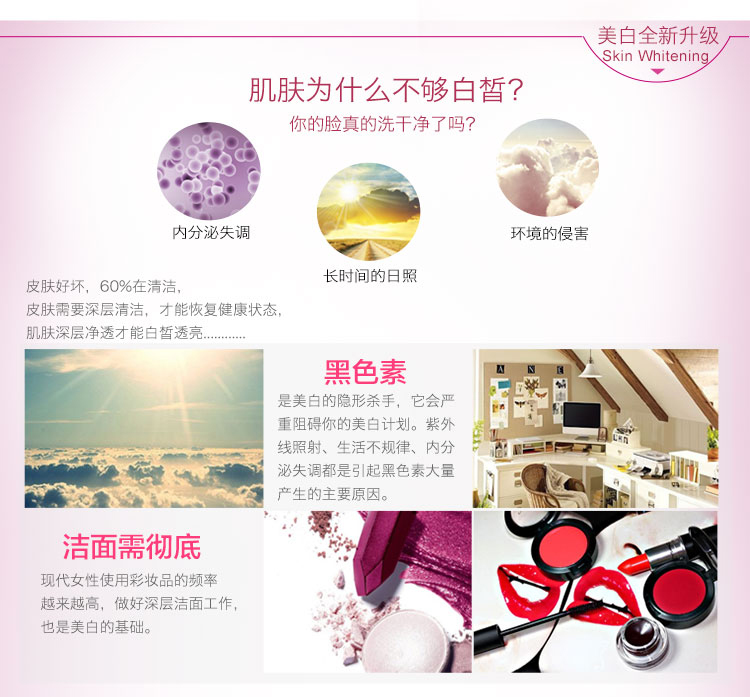 美白全新升级
Skin Whitening
肌肤为什么不够白皙?
你的脸真的洗干净了吗?
内分泌失调
长时间的日照
环境的侵害
皮肤好坏，60%在清洁，
皮肤需要深层清洁，才能恢复健康状态，
肌肤深层净透才能白皙透亮............
黑色素
是美白的隐形杀手，它会严
重阻碍你的美白计划。紫外
线照射、生活不规律、内分
泌失调都是引起黑色素大量
产生的主要原因。
A N C
洁面需彻底
现代女性使用彩妆品的频率
越来越高，做好深层洁面工作，
也是美白的基础。